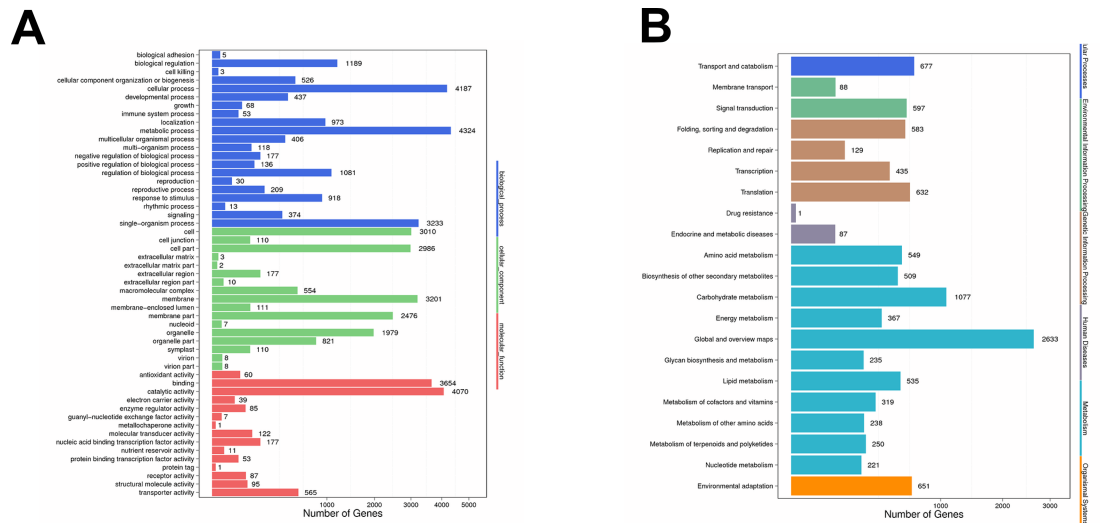 A
biological adhesion 5
biological regulation 1189
cell killing 3
cellular component organization or biogenesis 526
cellular process 4187
developmental process 437
growth 68
immune system process 53
localization 973
metabolic process 4324
multicellular organismal process 406
multi-organism process 118
negative regulation of biological process 177
positive regulation of biological process 136
regulation of biological process 1081
reproduction 30
reproductive process 209
response to stimulus 918
rhythmic process 13
signaling 374
single-organism process 3233
cell 3010
cell junction 110
cell part 2986
extracellular matrix 3
extracellular matrix part 2
extracellular region 177
extracellular region part 10
macromolecular complex 554
membrane 3201
membrane-enclosed lumen 111
membrane part 2476
nucleoid 7
organelle 1979
organelle part 821
symplast 110
virion 8
virion part 8
antioxidant activity 60
binding 3654
catalytic activity 4070
electron carrier activity 39
enzyme regulator activity 85
guanyl-nucleotide exchange factor activity 7
metallochaperone activity 1
molecular transducer activity 122
nucleic acid binding transcription factor activity 177
nutrient reservoir activity 11
protein binding transcription factor activity 53
protein tag 1
receptor activity 87
structural molecule activity 95
transporter activity 565
1000 2000 3000 4000 5000
Number of Genes
biological_process
cellular_component
molecular_function
B
Transport and catabolism 677
Membrane transport 88
Signal transduction 597
Folding, sorting and degradation 583
Replication and repair 129
Transcription 435
Translation 632
Drug resistance 1
Endocrine and metabolic diseases 87
Amino acid metabolism 549
Biosynthesis of other secondary metabolites 509
Carbohydrate metabolism 1077
Energy metabolism 367
Global and overview maps 2633
Glycan biosynthesis and metabolism 235
Lipid metabolism 535
Metabolism of cofactors and vitamins 319
Metabolism of other amino acids 238
Metabolism of terpenoids and polyketides 250
Nucleotide metabolism 221
Environmental adaptation 651
1000 2000 3000
Number of Genes
Processes
Environmental Information Processing
Genetic Information Processing
Human Diseases
Metabolism
Organismal Systems